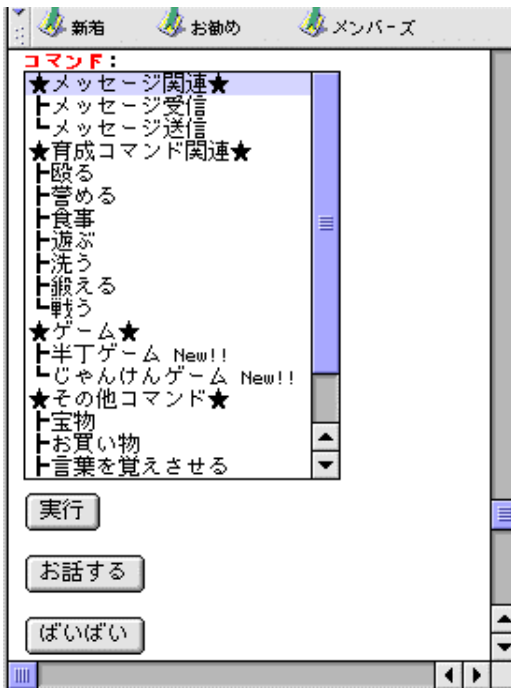 新着 お勧め メンバーズ
コマンド:
★メッセージ関連★
┣メッセージ受信
┗メッセージ送信
★育成コマンド関連★
┣殴る
┣誉める
┣食事
┣遊ぶ
┣洗う
┣鍛える
┗戦う
★ゲーム★
┣半丁ゲーム New!!
┗じゃんけんゲーム New!!
★その他コマンド★
┣宝物
┣お買い物
┣言葉を覚えさせる
実行
お話する
ばいばい